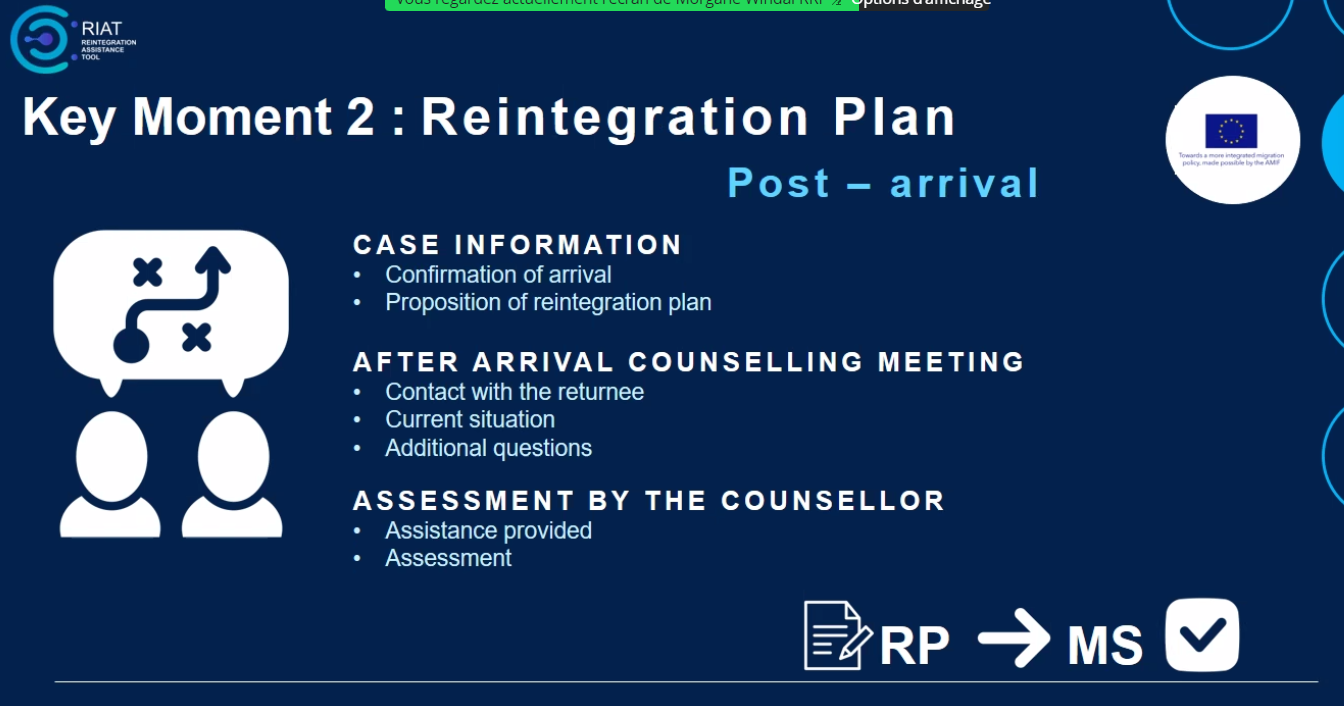 Vous regardez actuellement l'écran de Morgane Windal RRF Options d'affichage
RIAT
REINTEGRATION
ASSISTANCE
TOOL
Key Moment 2 : Reintegration Plan
Post – arrival
Towards a more integrated migration
policy, made possible by the AMIF
CASE INFORMATION
• Confirmation of arrival
• Proposition of reintegration plan
AFTER ARRIVAL COUNSELLING MEETING
• Contact with the returnee
• Current situation
• Additional questions
ASSESSMENT BY THE COUNSELLOR
• Assistance provided
• Assessment
RP MS